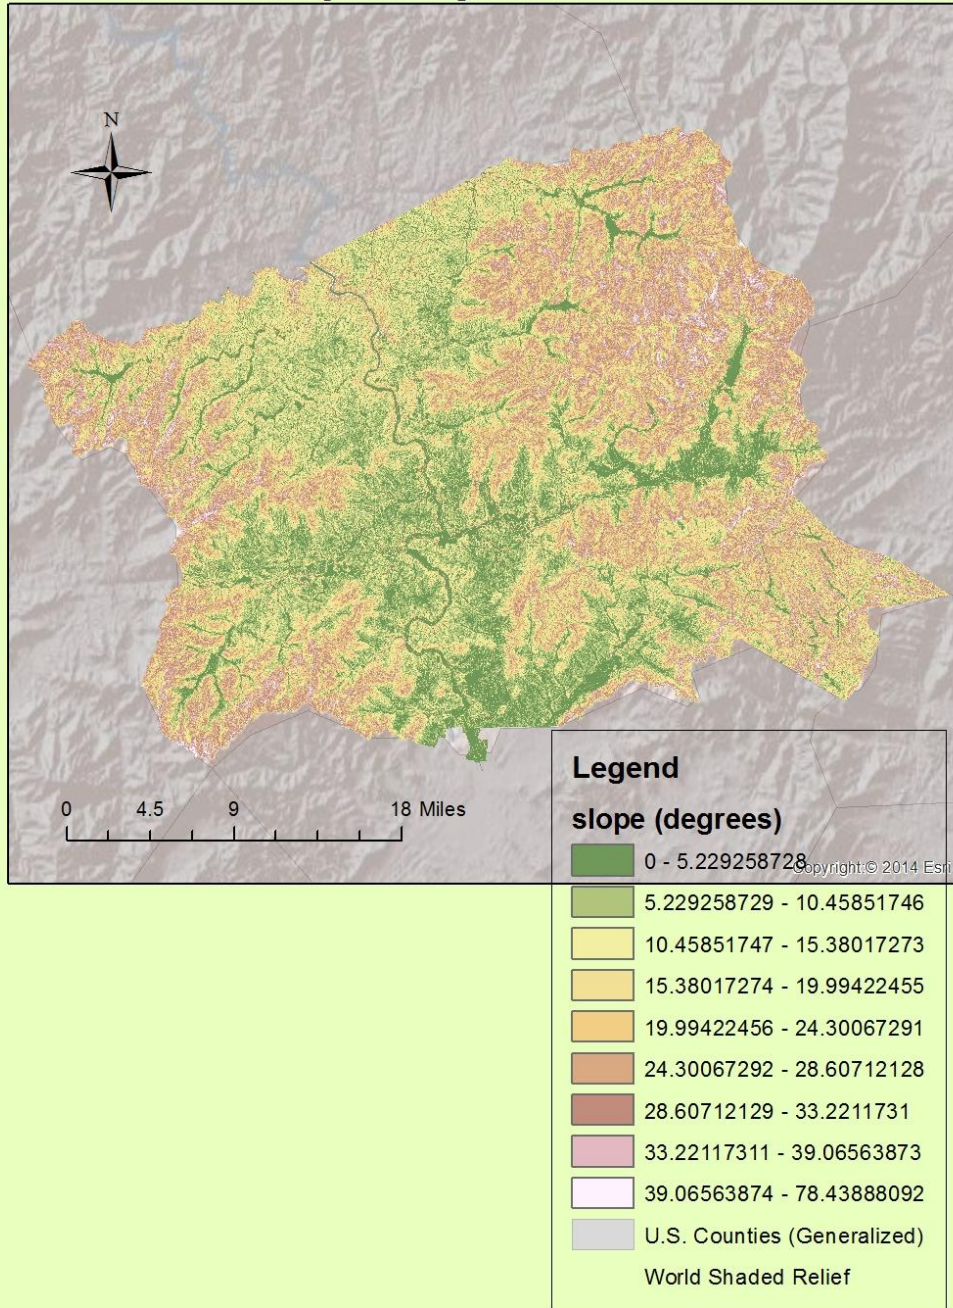 N
0 4.5 9 18 Miles
Legend
slope (degrees)
0 - 5.229258728
Copyright:© 2014 Esri
5.229258729 - 10.45851746
10.45851747 - 15.38017273
15.38017274 - 19.99422455
19.99422456 - 24.30067291
24.30067292 - 28.60712128
28.60712129 - 33.2211731
33.22117311 - 39.06563873
39.06563874 - 78.43888092
U.S. Counties (Generalized)
World Shaded Relief